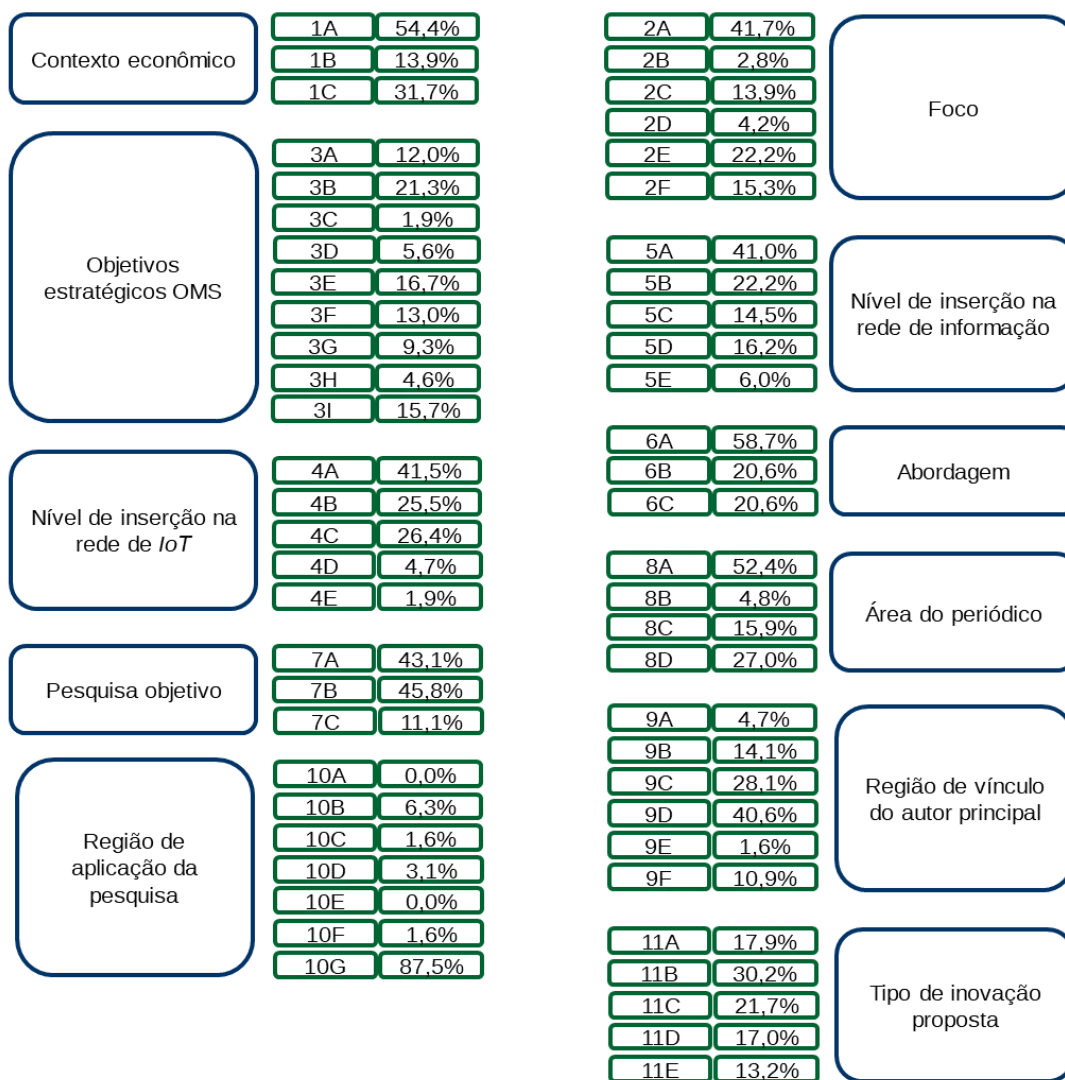 Contexto econômico
1A 54,4%
1B 13,9%
1C 31,7%
2A 41,7%
2B 2,8%
2C 13,9%
2D 4,2%
2E 22,2%
2F 15,3%
Foco
Objetivos
estratégicos OMS
3A 12,0%
3B 21,3%
3C 1,9%
3D 5,6%
3E 16,7%
3F 13,0%
3G 9,3%
3H 4,6%
3I 15,7%
5A 41,0%
5B 22,2%
5C 14,5%
5D 16,2%
5E 6,0%
Nível de inserção na
rede de informação
Nível de inserção na
rede de IoT
4A 41,5%
4B 25,5%
4C 26,4%
4D 4,7%
4E 1,9%
6A 58,7%
6B 20,6%
6C 20,6%
Abordagem
8A 52,4%
8B 4,8%
8C 15,9%
8D 27,0%
Área do periódico
Pesquisa objetivo
7A 43,1%
7B 45,8%
7C 11,1%
9A 4,7%
9B 14,1%
9C 28,1%
9D 40,6%
9E 1,6%
9F 10,9%
Região de vínculo
do autor principal
Região de
aplicação da
pesquisa
10A 0,0%
10B 6,3%
10C 1,6%
10D 3,1%
10E 0,0%
10F 1,6%
10G 87,5%
11A 17,9%
11B 30,2%
11C 21,7%
11D 17,0%
11E 13,2%
Tipo de inovação
proposta